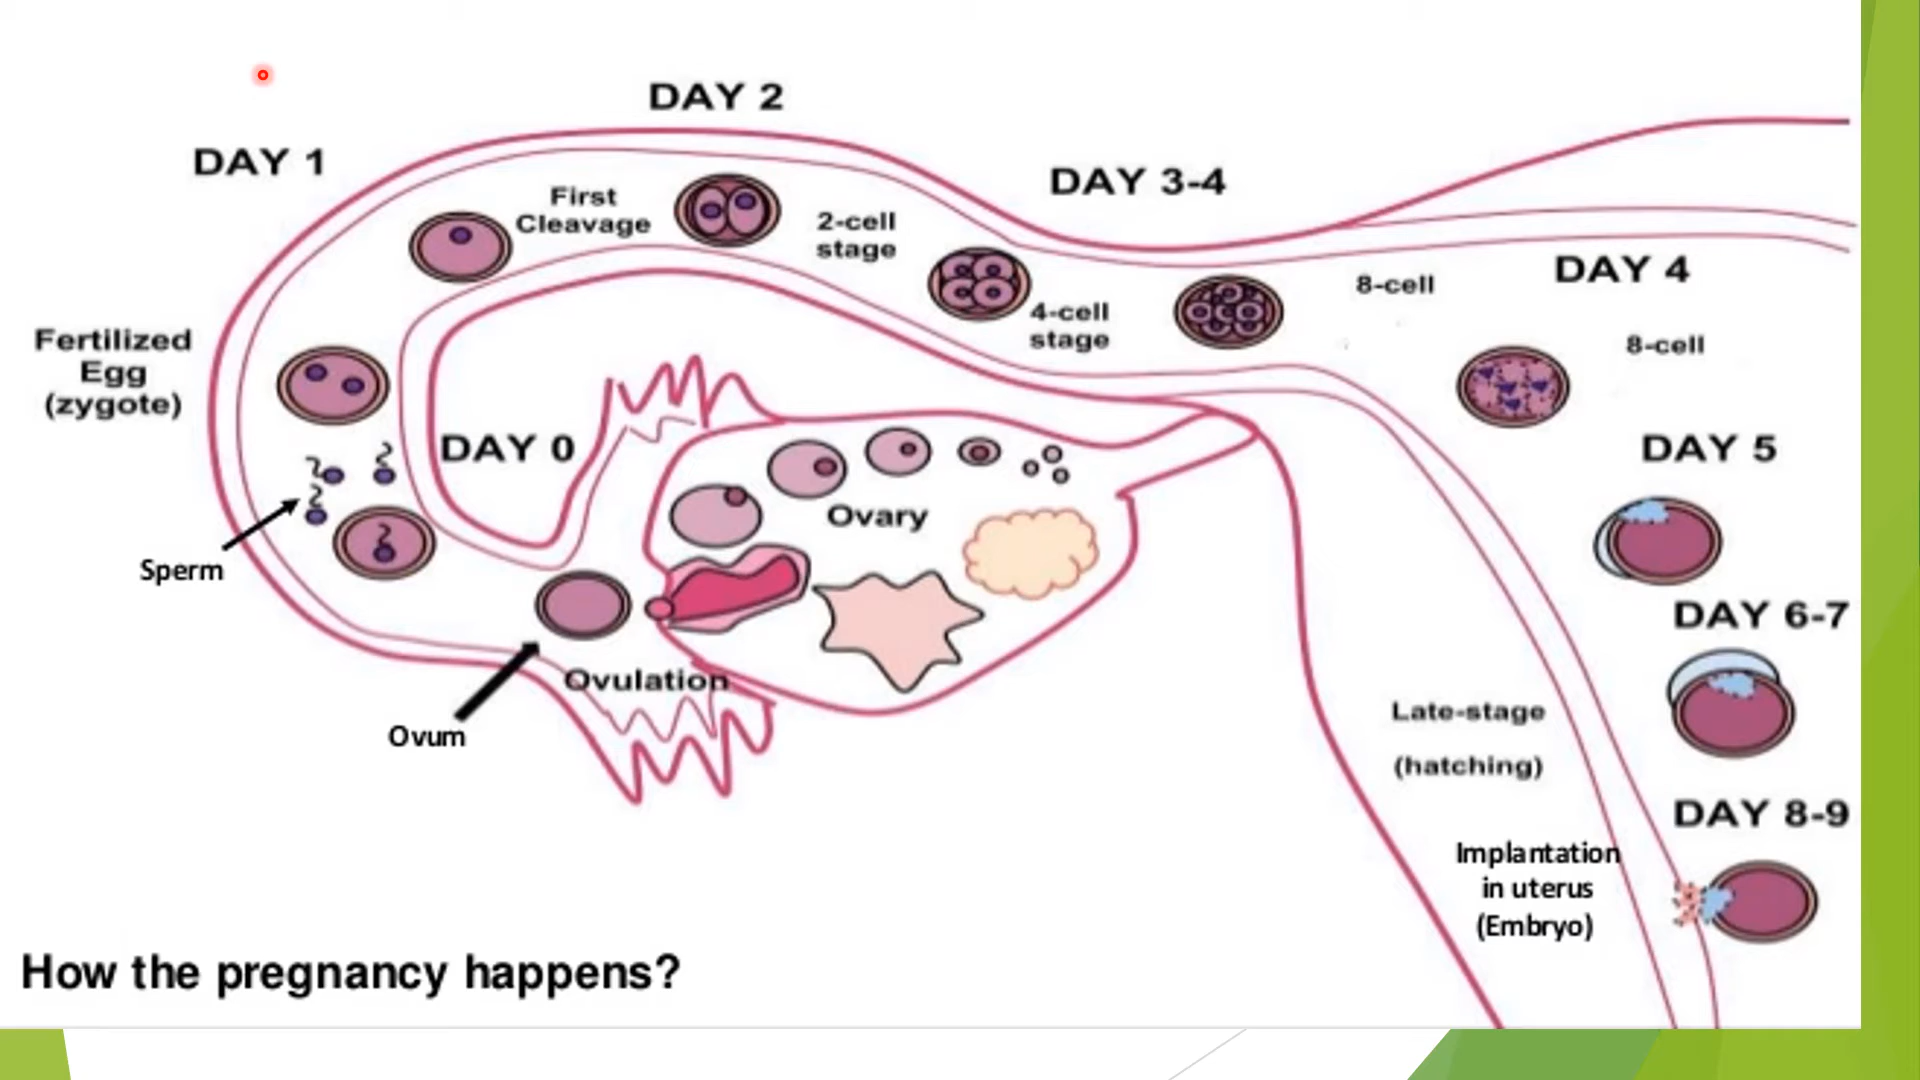 DAY 2
DAY 1
DAY 3-4
First
Cleavage
2-cell
stage
DAY 4
8-cell
4-cell
stage
8-cell
Fertilized
Egg
(zygote)
DAY 0
DAY 5
Ovary
Sperm
DAY 6-7
Ovulation
Ovum
Late-stage
(hatching)
DAY 8-9
Implantation
in uterus
(Embryo)
How the pregnancy happens?